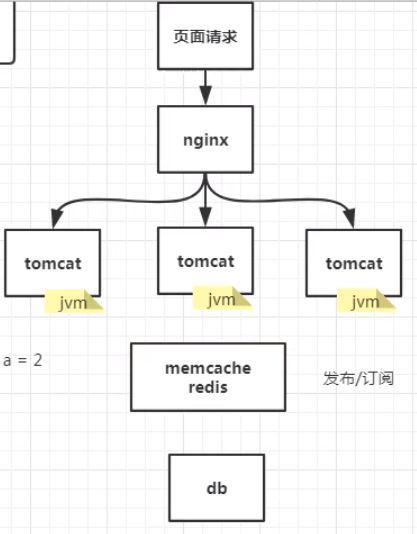 页面请求
nginx
tomcat
tomcat
tomcat
jvm
jvm
jvm
a = 2
memcache
redis
发布/订阅
db